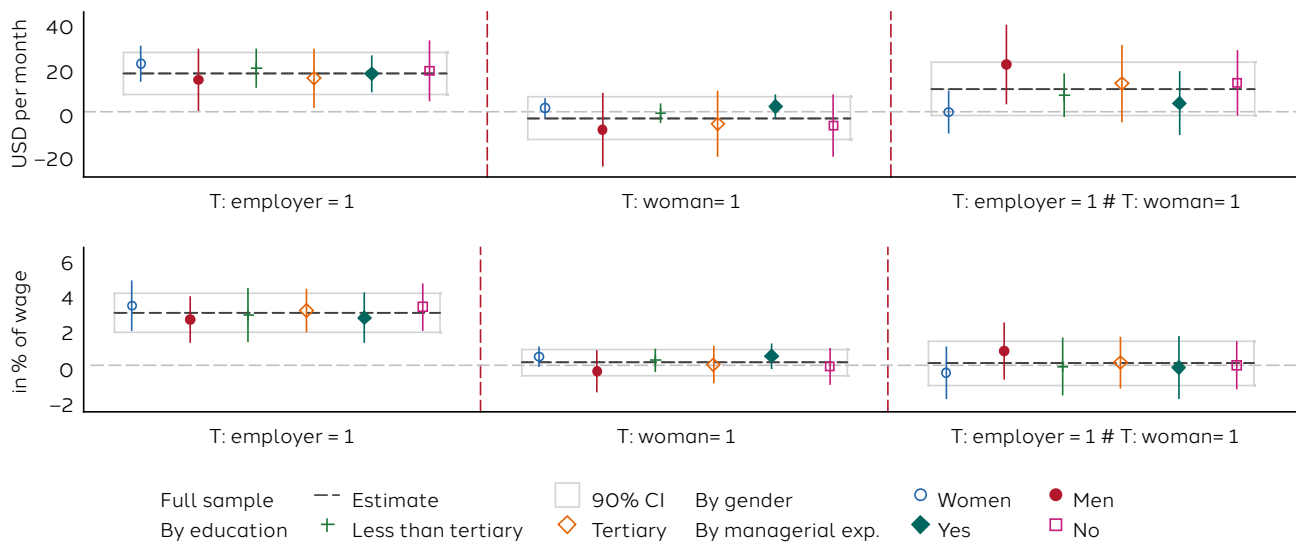 USD per month
40
20
0
−20
T: employer = 1
T: woman= 1
T: employer = 1 # T: woman= 1
in % of wage
6
4
2
0
−2
T: employer = 1
T: woman= 1
T: employer = 1 # T: woman= 1
Full sample Estimate 90% CI By gender Women Men
By education Less than tertiary Tertiary By managerial exp. Yes No